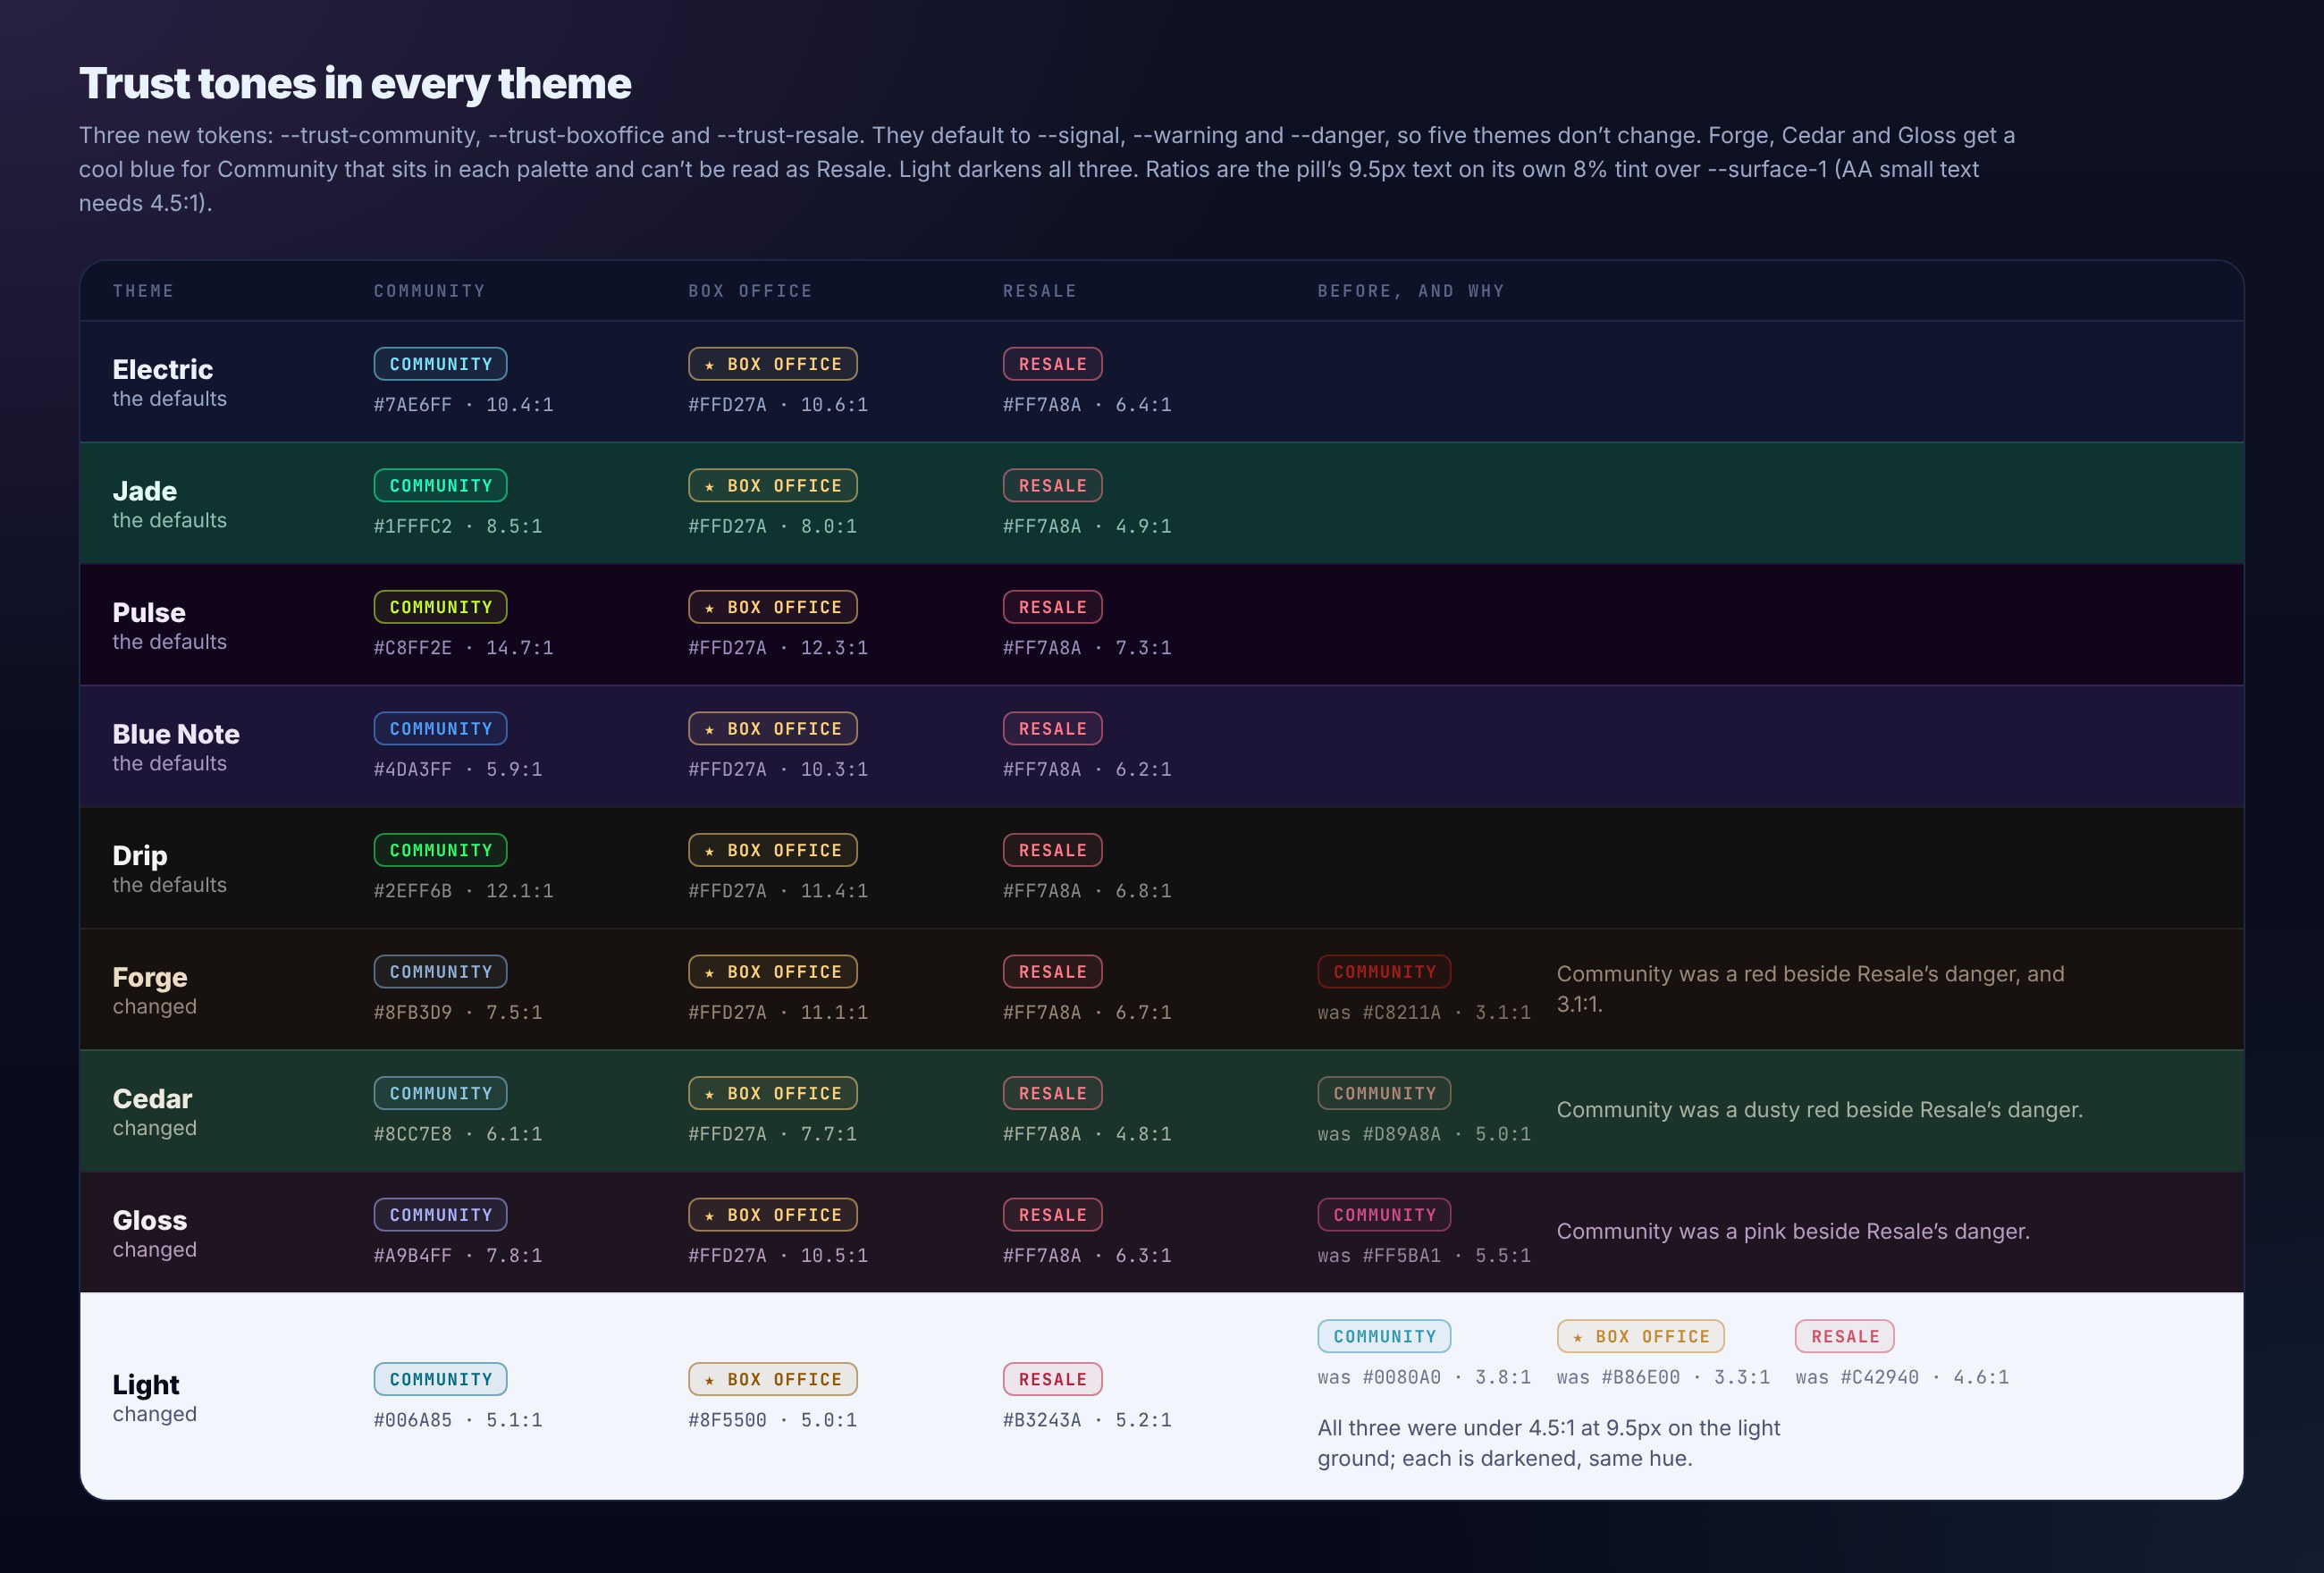 Trust tones in every theme
Three new tokens: --trust-community, --trust-boxoffice and --trust-resale. They default to --signal, --warning and --danger, so five themes don’t change. Forge, Cedar and Gloss get a
cool blue for Community that sits in each palette and can’t be read as Resale. Light darkens all three. Ratios are the pill’s 9.5px text on its own 8% tint over --surface-1 (AA small text
needs 4.5:1).
THEME COMMUNITY BOX OFFICE RESALE BEFORE, AND WHY
Electric
the defaults
COMMUNITY ★ BOX OFFICE RESALE
#7AE6FF · 10.4:1 #FFD27A · 10.6:1 #FF7A8A · 6.4:1
Jade
the defaults
COMMUNITY ★ BOX OFFICE RESALE
#1FFFC2 · 8.5:1 #FFD27A · 8.0:1 #FF7A8A · 4.9:1
Pulse
the defaults
COMMUNITY ★ BOX OFFICE RESALE
#C8FF2E · 14.7:1 #FFD27A · 12.3:1 #FF7A8A · 7.3:1
Blue Note
the defaults
COMMUNITY ★ BOX OFFICE RESALE
#4DA3FF · 5.9:1 #FFD27A · 10.3:1 #FF7A8A · 6.2:1
Drip
the defaults
COMMUNITY ★ BOX OFFICE RESALE
#2EFF6B · 12.1:1 #FFD27A · 11.4:1 #FF7A8A · 6.8:1
Forge
changed
COMMUNITY ★ BOX OFFICE RESALE COMMUNITY
#8FB3D9 · 7.5:1 #FFD27A · 11.1:1 #FF7A8A · 6.7:1 was #C8211A · 3.1:1
Community was a red beside Resale’s danger, and
3.1:1.
Cedar
changed
COMMUNITY ★ BOX OFFICE RESALE COMMUNITY
#8CC7E8 · 6.1:1 #FFD27A · 7.7:1 #FF7A8A · 4.8:1 was #D89A8A · 5.0:1
Community was a dusty red beside Resale’s danger.
Gloss
changed
COMMUNITY ★ BOX OFFICE RESALE COMMUNITY
#A9B4FF · 7.8:1 #FFD27A · 10.5:1 #FF7A8A · 6.3:1 was #FF5BA1 · 5.5:1
Community was a pink beside Resale’s danger.
Light
changed
COMMUNITY ★ BOX OFFICE RESALE
#006A85 · 5.1:1 #8F5500 · 5.0:1 #B3243A · 5.2:1
COMMUNITY ★ BOX OFFICE RESALE
was #0080A0 · 3.8:1 was #B86E00 · 3.3:1 was #C42940 · 4.6:1
All three were under 4.5:1 at 9.5px on the light
ground; each is darkened, same hue.